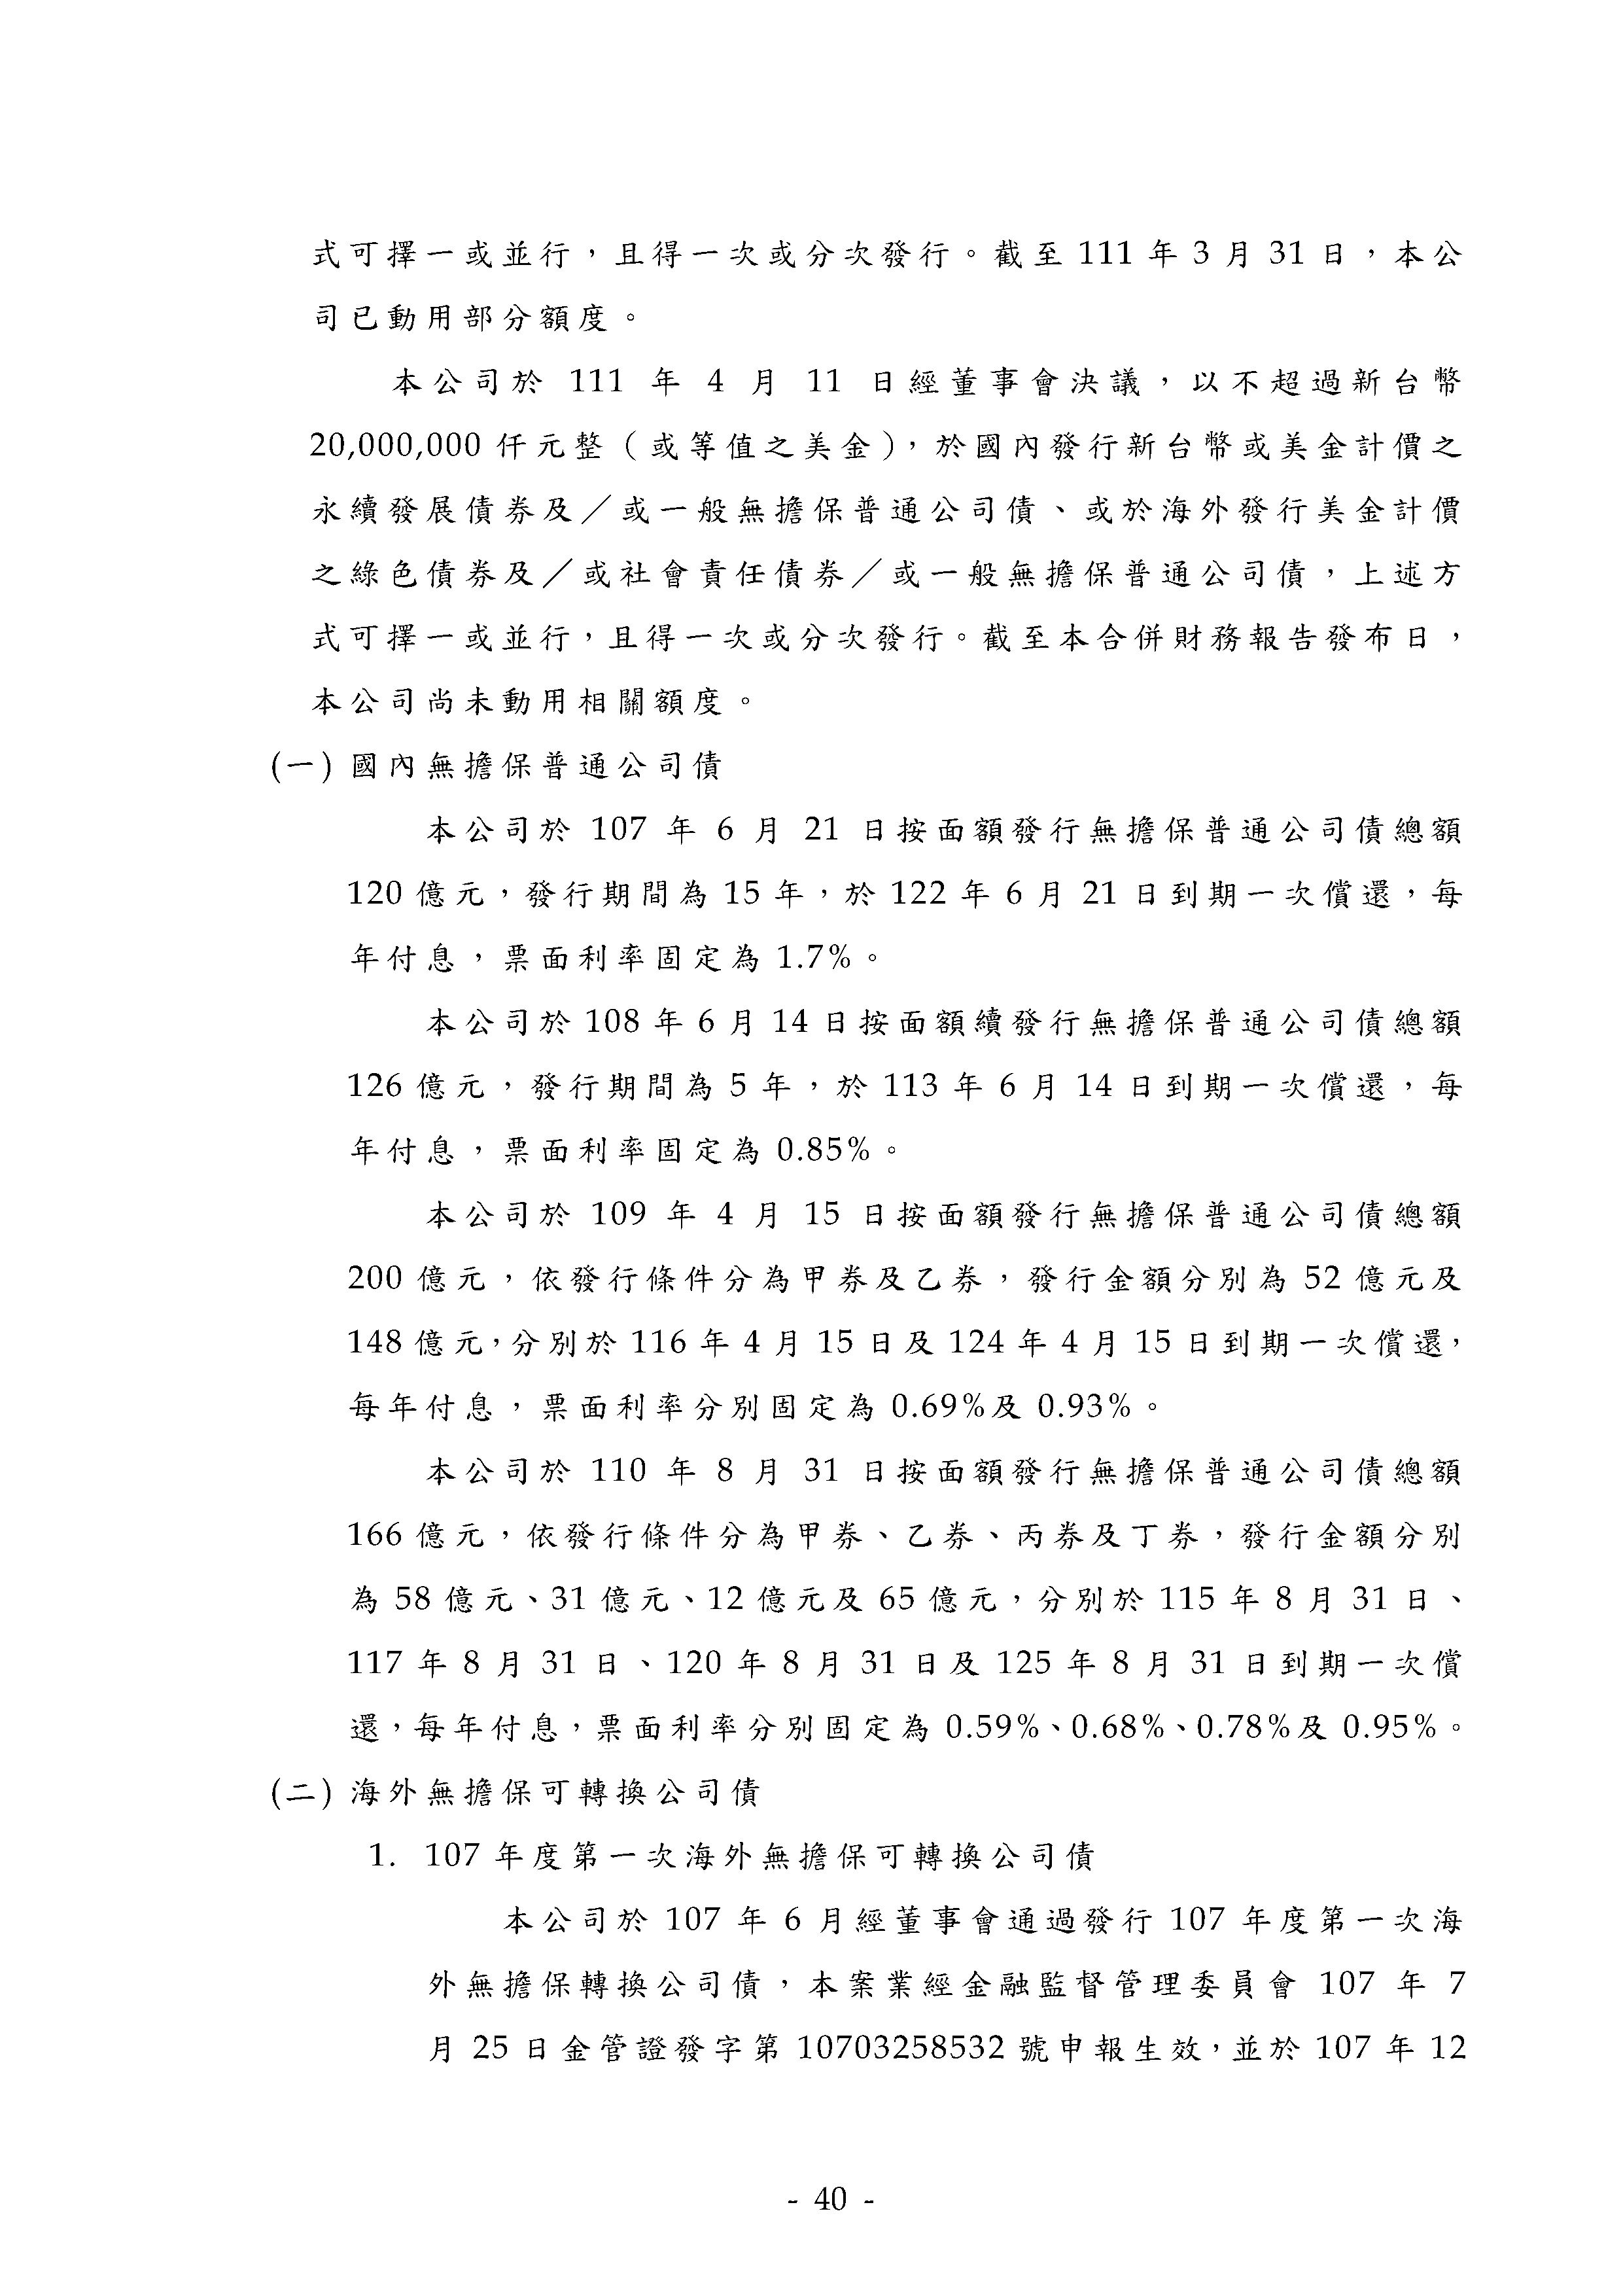 式可擇一或並行，且得一次或分次發行。截至 111 年 3 月 31 日，本公
司已動用部分額度。
本公司於 111 年 4 月 11 日經董事會決議，以不超過新台幣
20,000,000 仟元整（或等值之美金），於國內發行新台幣或美金計價之
永續發展債券及／或一般無擔保普通公司債、或於海外發行美金計價
之綠色債券及／或社會責任債券／或一般無擔保普通公司債，上述方
式可擇一或並行，且得一次或分次發行。截至本合併財務報告發布日，
本公司尚未動用相關額度。
(一) 國內無擔保普通公司債
本公司於 107 年 6 月 21 日按面額發行無擔保普通公司債總額
120 億元，發行期間為 15 年，於 122 年 6 月 21 日到期一次償還，每
年付息，票面利率固定為 1.7%。
本公司於 108 年 6 月 14 日按面額續發行無擔保普通公司債總額
126 億元，發行期間為 5 年，於 113 年 6 月 14 日到期一次償還，每
年付息，票面利率固定為 0.85%。
本公司於 109 年 4 月 15 日按面額發行無擔保普通公司債總額
200 億元，依發行條件分為甲券及乙券，發行金額分別為 52 億元及
148 億元，分別於 116 年 4 月 15 日及 124 年 4 月 15 日到期一次償還，
每年付息，票面利率分別固定為 0.69%及 0.93%。
本公司於 110 年 8 月 31 日按面額發行無擔保普通公司債總額
166 億元，依發行條件分為甲券、乙券、丙券及丁券，發行金額分別
為 58 億元、31 億元、12 億元及 65 億元，分別於 115 年 8 月 31 日、
117 年 8 月 31 日、120 年 8 月 31 日及 125 年 8 月 31 日到期一次償
還，每年付息，票面利率分別固定為 0.59%、0.68%、0.78%及 0.95%。
(二) 海外無擔保可轉換公司債
1. 107 年度第一次海外無擔保可轉換公司債
本公司於 107 年 6 月經董事會通過發行 107 年度第一次海
外無擔保轉換公司債，本案業經金融監督管理委員會 107 年 7
月 25 日金管證發字第 10703258532 號申報生效，並於 107 年 12
- 40 -